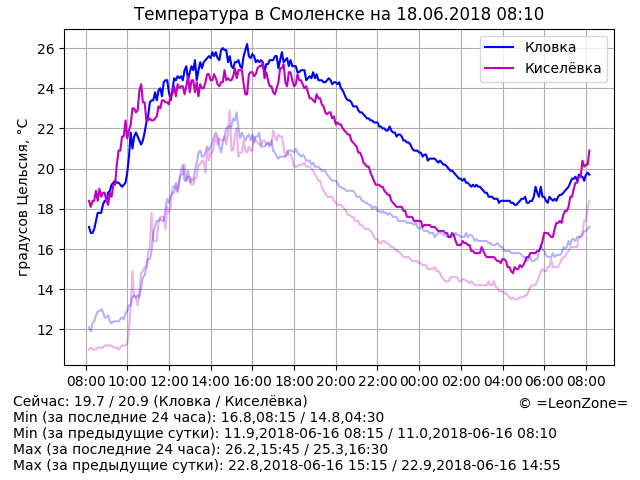 Температура в Смоленске на 18.06.2018 08:10
Кловка
Киселёвка
градусов Цельсия, °C
26
24
22
20
18
16
14
12
08:00 10:00 12:00 14:00 16:00 18:00 20:00 22:00 00:00 02:00 04:00 06:00 08:00
Сейчас: 19.7 / 20.9 (Кловка / Киселёвка)
© =LeonZone=
Min (за последние 24 часа): 16.8,08:15 / 14.8,04:30
Min (за предыдущие сутки): 11.9,2018-06-16 08:15 / 11.0,2018-06-16 08:10
Max (за последние 24 часа): 26.2,15:45 / 25.3,16:30
Max (за предыдущие сутки): 22.8,2018-06-16 15:15 / 22.9,2018-06-16 14:55